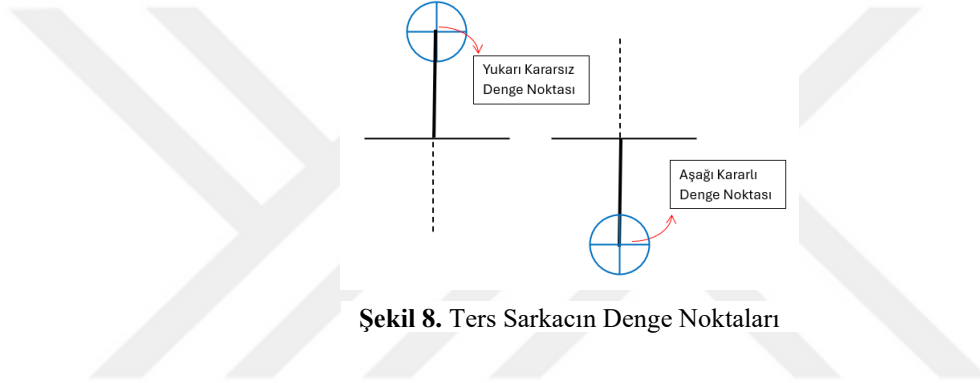 Yukarı Kararsız
Denge Noktası
Aşağı Kararlı
Denge Noktası
Şekil 8. Ters Sarkacın Denge Noktaları